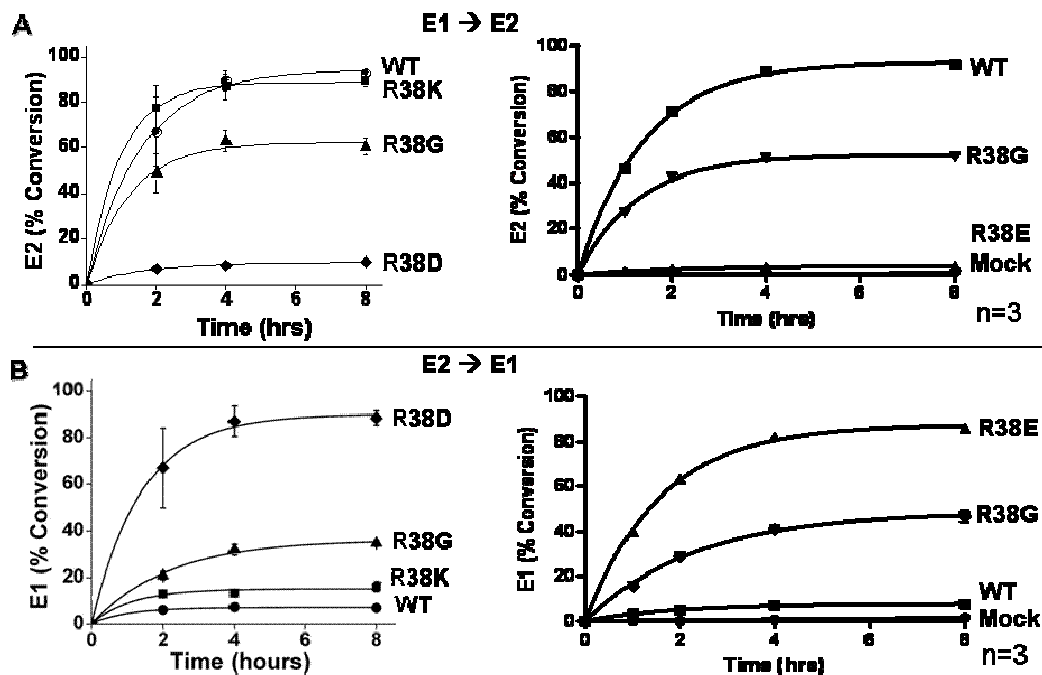 A
E1 → E2
E2 (% Conversion)
100
80
60
40
20
0
0
2
4
6
8
Time (hrs)
WT
R38K
R38G
R38D
E2 (% Conversion)
100
80
60
40
20
0
0
2
4
6
8
Time (hrs)
WT
R38G
R38E
Mock
n=3
B
E2 → E1
E1 (% Conversion)
100
80
60
40
20
0
0
2
4
6
8
Time (hours)
R38D
R38G
R38K
WT
E1 (% Conversion)
100
80
60
40
20
0
0
2
4
6
8
Time (hrs)
R38E
R38G
WT
Mock
n=3